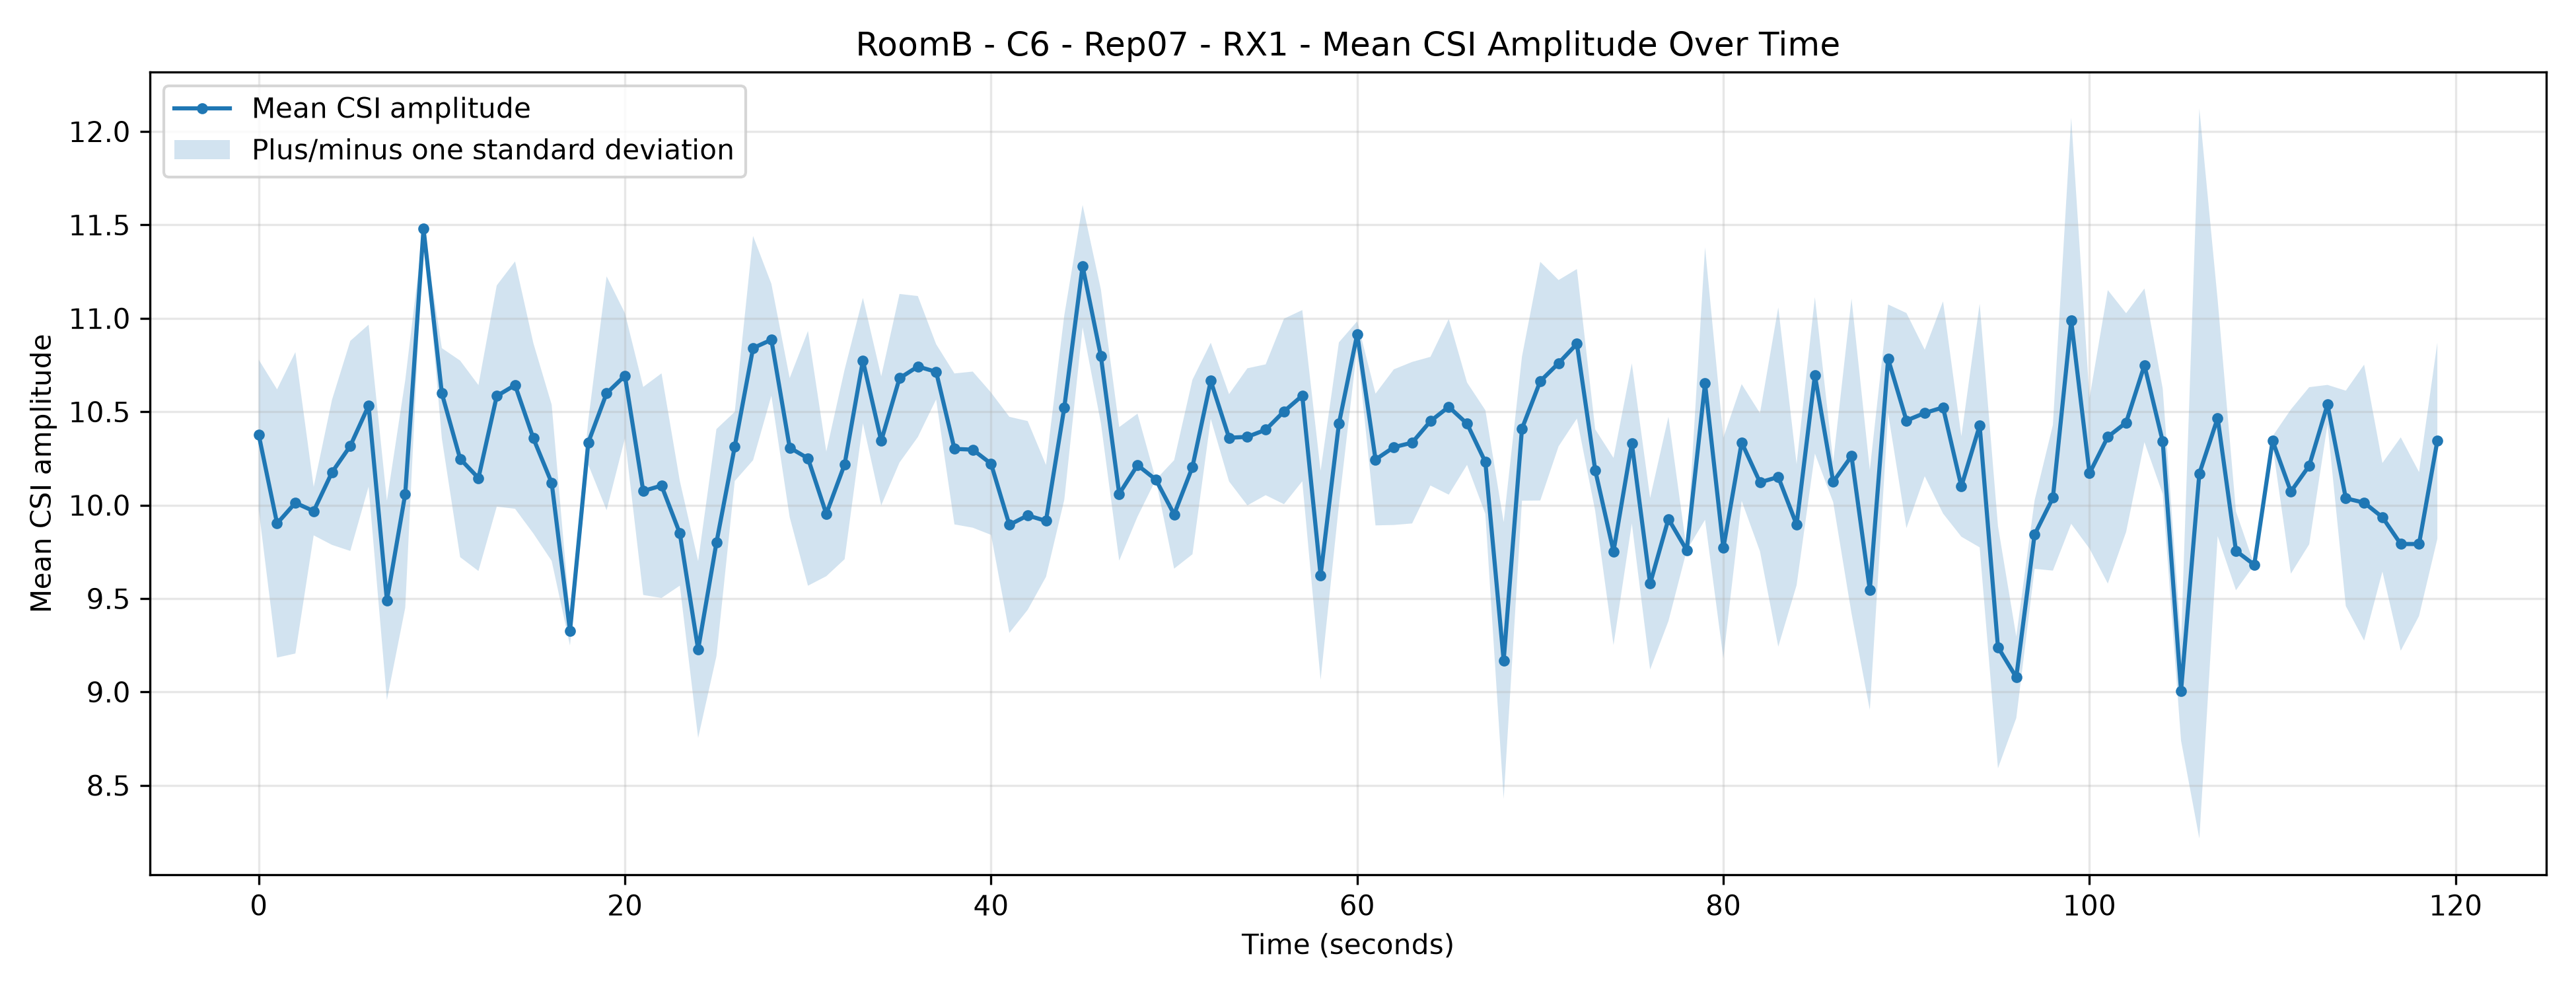 RoomB - C6 - Rep07 - RX1 - Mean CSI Amplitude Over Time
Mean CSI amplitude
Plus/minus one standard deviation
Mean CSI amplitude
12.0
11.5
11.0
10.5
10.0
9.5
9.0
8.5
0 20 40 60 80 100 120
Time (seconds)